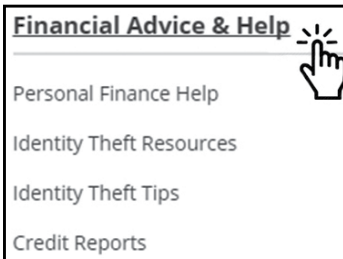 Financial Advice & Help
Personal Finance Help
Identity Theft Resources
Identity Theft Tips
Credit Reports